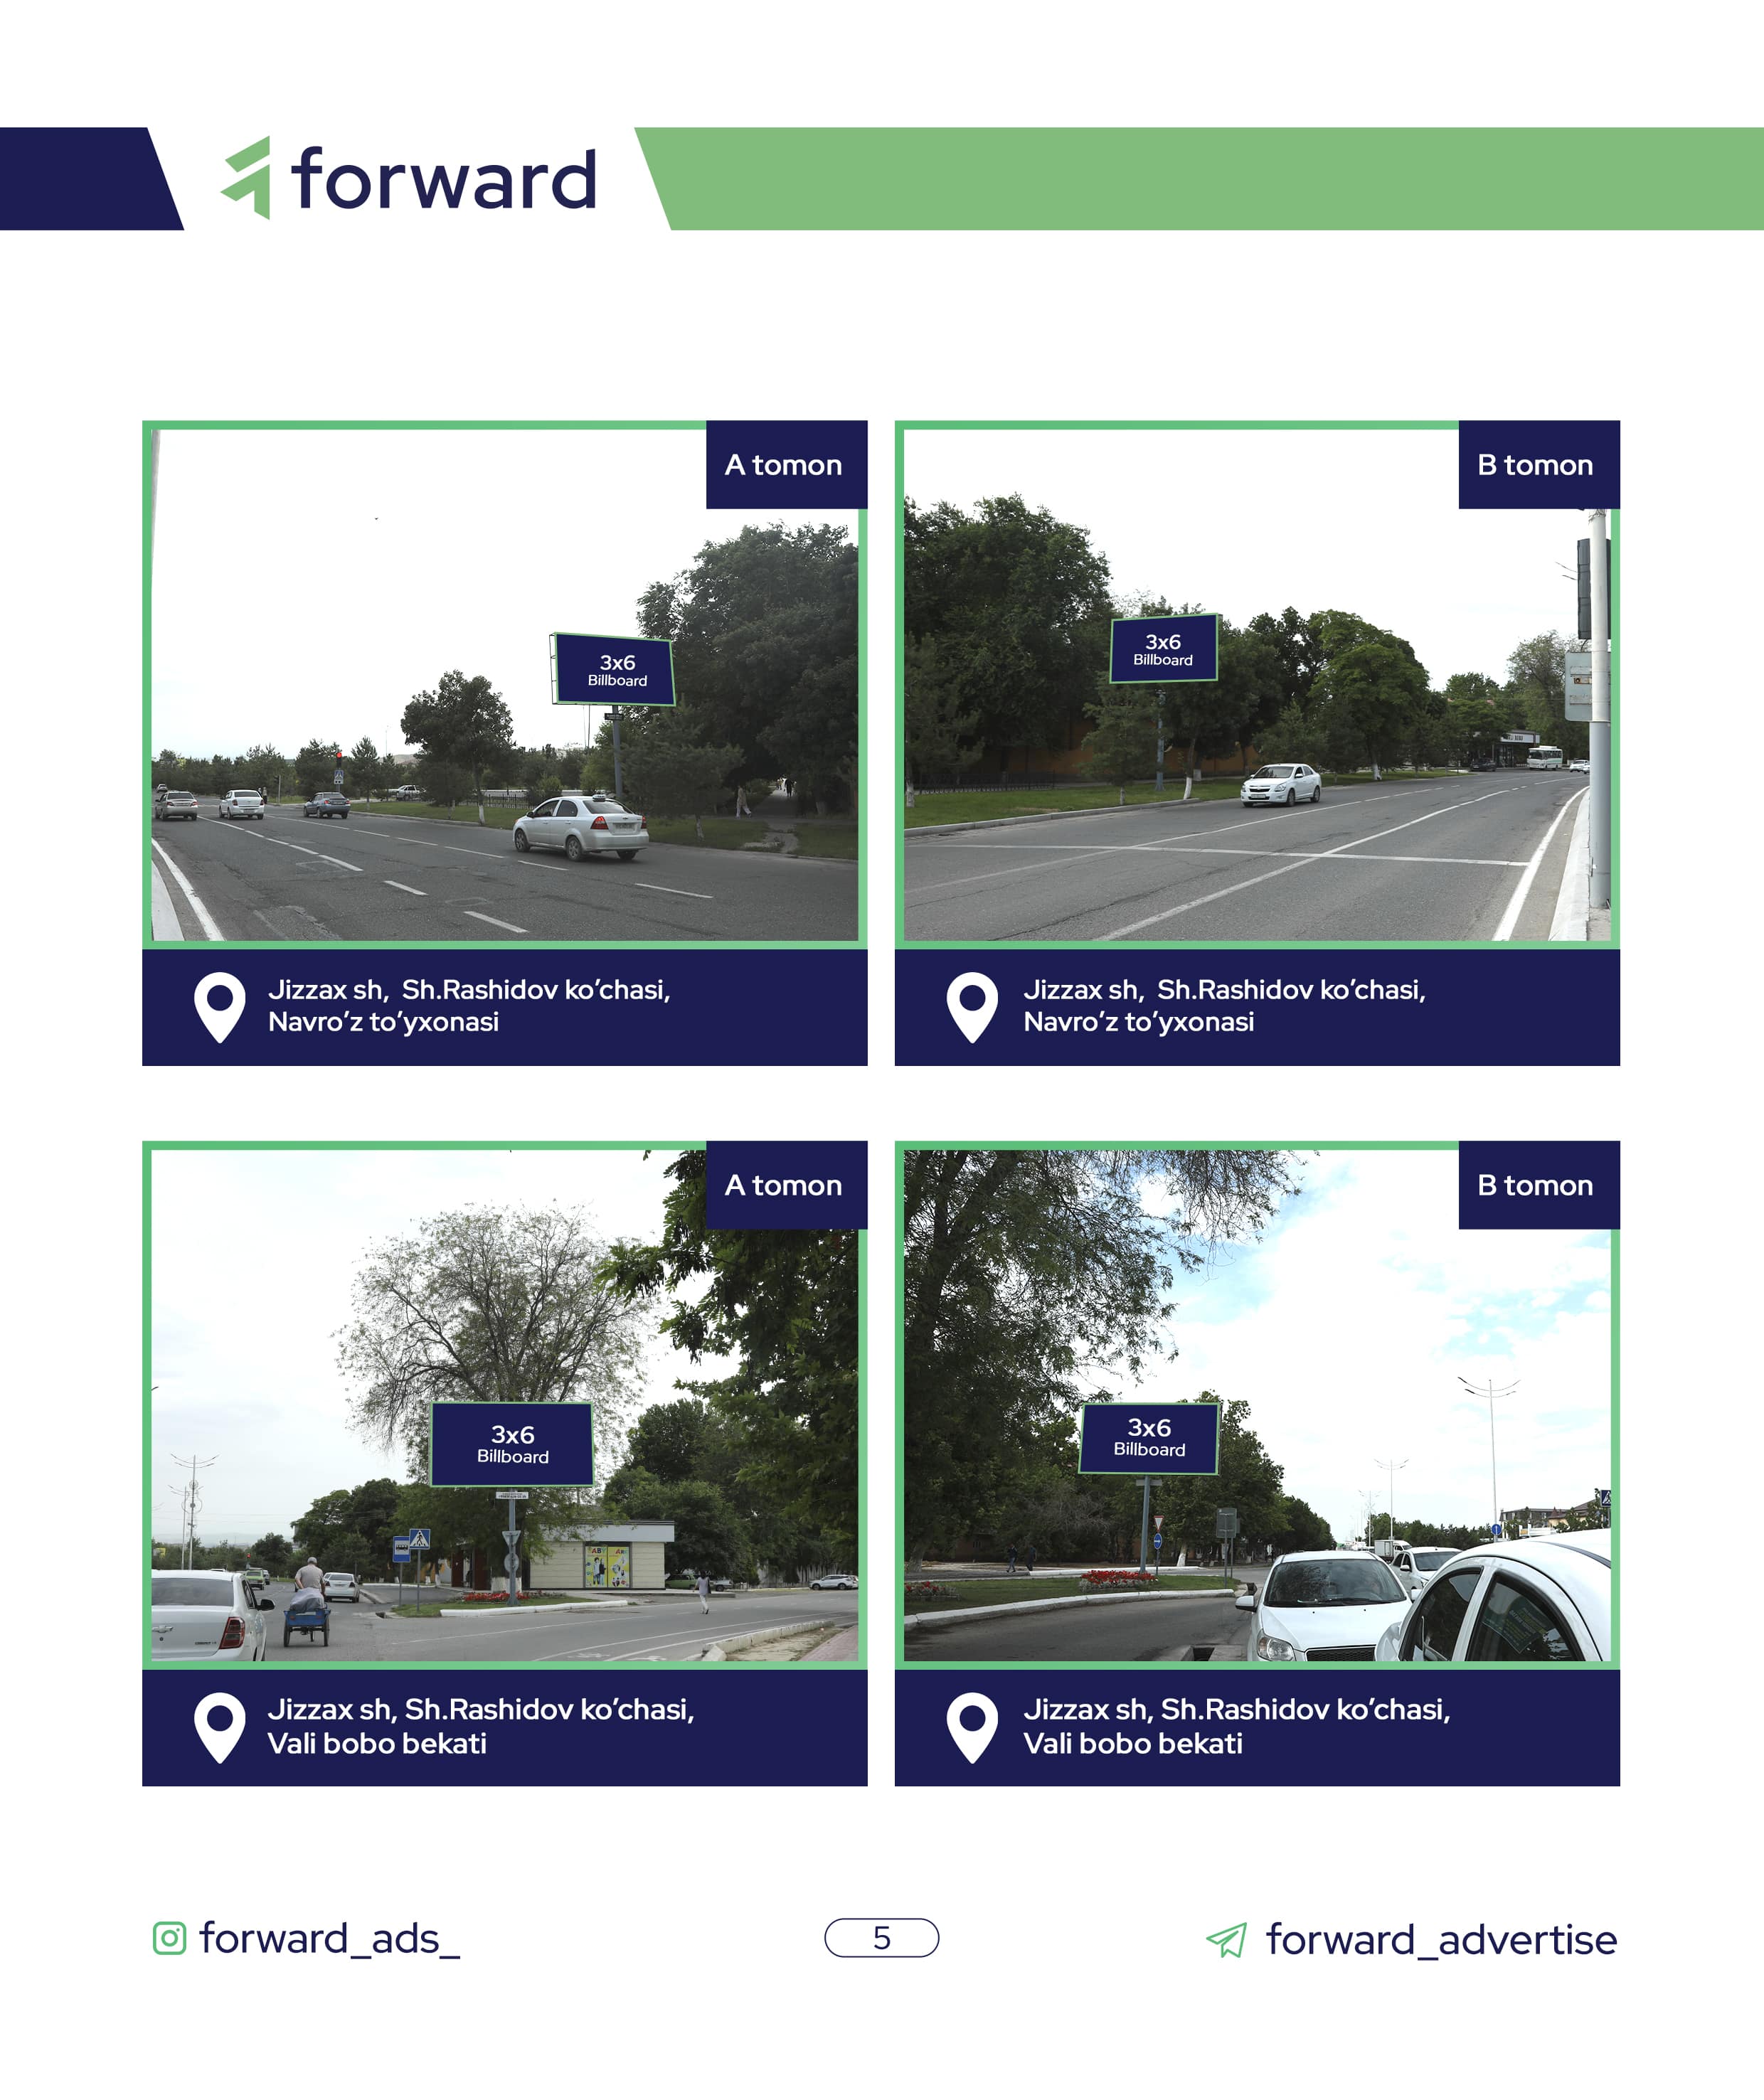 forward
A tomon
3x6
Billboard
Jizzax sh,  Sh.Rashidov ko’chasi,
Navro’z to’yxonasi
B tomon
3x6
Billboard
Jizzax sh,  Sh.Rashidov ko’chasi,
Navro’z to’yxonasi
A tomon
3x6
Billboard
Jizzax sh, Sh.Rashidov ko’chasi,
Vali bobo bekati
B tomon
3x6
Billboard
Jizzax sh, Sh.Rashidov ko’chasi,
Vali bobo bekati
forward_ads_
5
forward_advertise